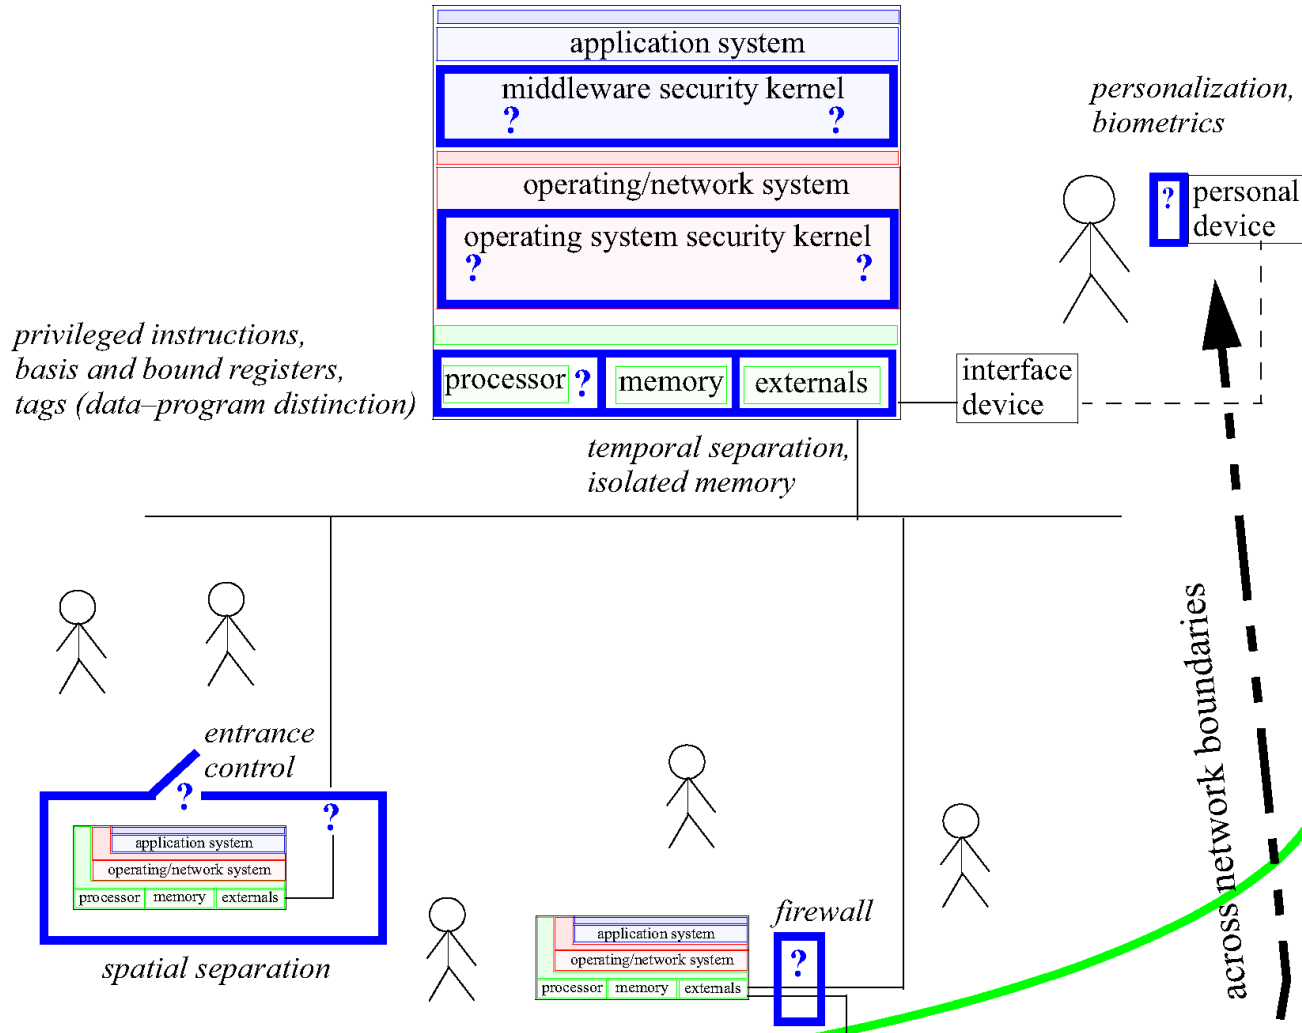 application system
middleware security kernel
? ?
personalization,
biometrics
operating/network system
? personal
device
operating system security kernel
? ?
privileged instructions,
basis and bound registers,
tags (data–program distinction)
processor ? memory externals
interface
device
temporal separation,
isolated memory
across network boundaries
entrance
control
? ?
application system
operating/network system
processor memory externals
spatial separation
firewall
?
application system
operating/network system
processor memory externals